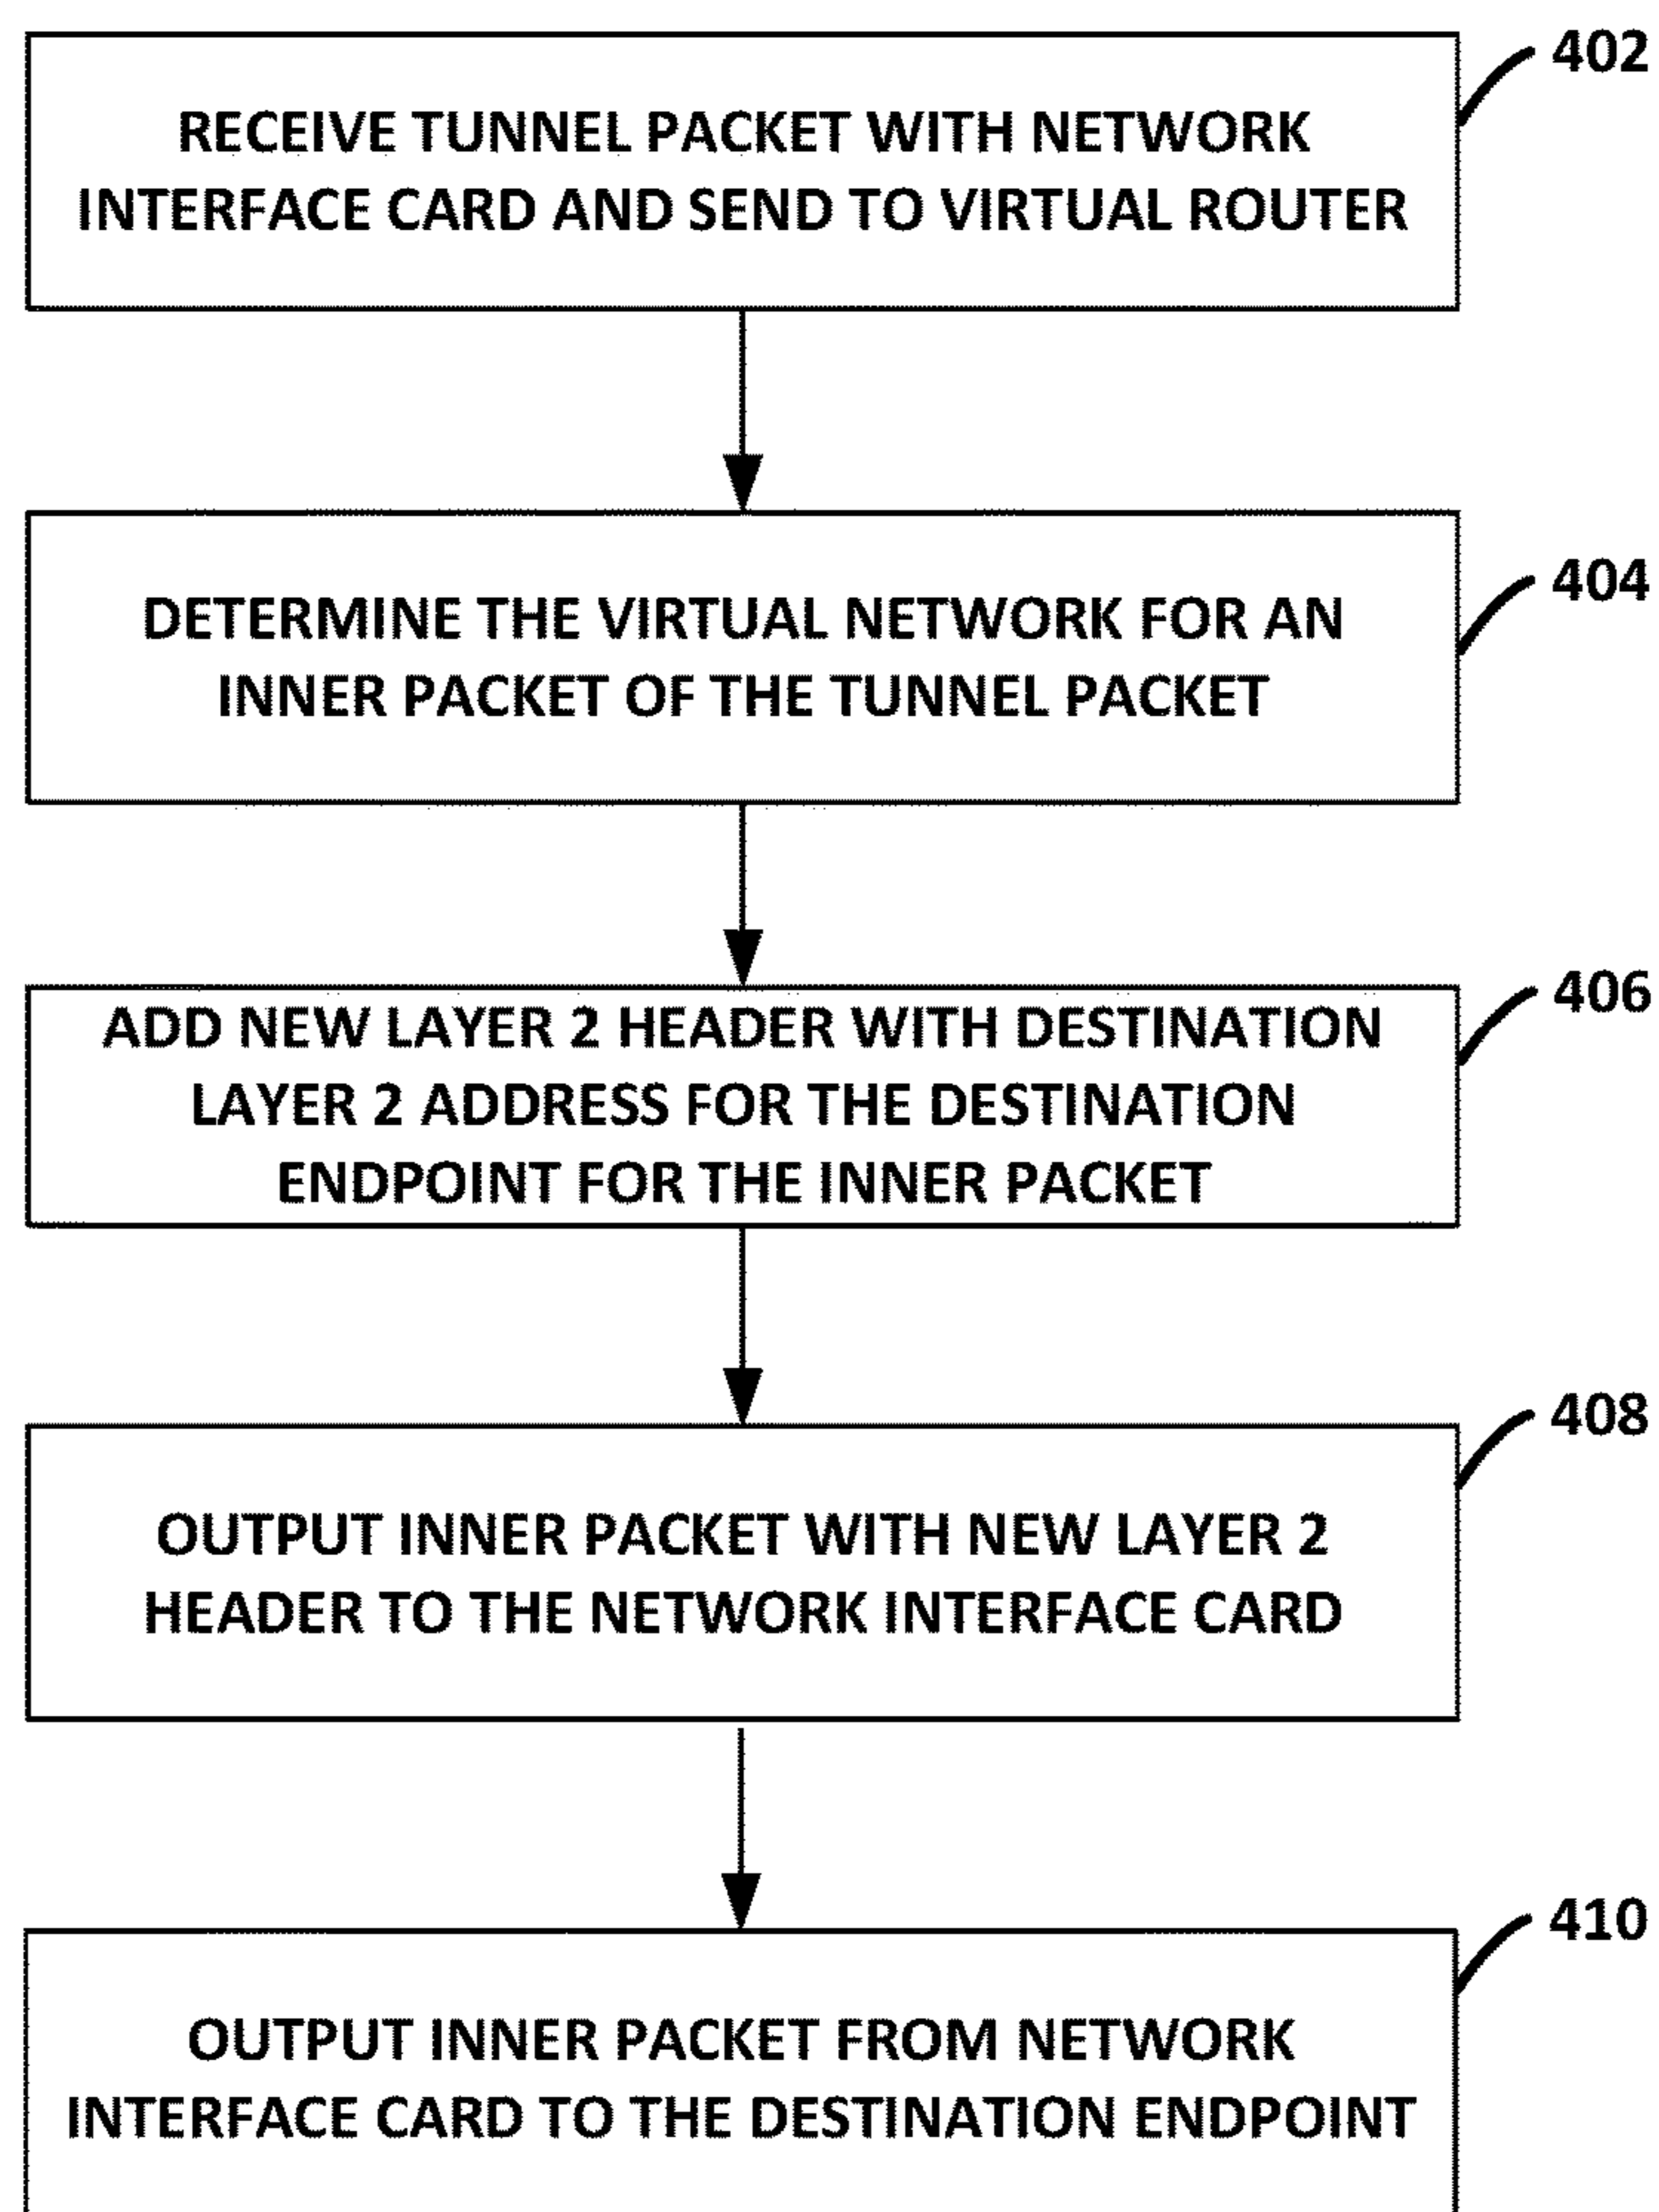 402
RECEIVE TUNNEL PACKET WITH NETWORK
INTERFACE CARD AND SEND TO VIRTUAL ROUTER
404
DETERMINE THE VIRTUAL NETWORK FOR AN
INNER PACKET OF THE TUNNEL PACKET
406
ADD NEW LAYER 2 HEADER WITH DESTINATION
LAYER 2 ADDRESS FOR THE DESTINATION
ENDPOINT FOR THE INNER PACKET
408
OUTPUT INNER PACKET WITH NEW LAYER 2
HEADER TO THE NETWORK INTERFACE CARD
410
OUTPUT INNER PACKET FROM NETWORK
INTERFACE CARD TO THE DESTINATION ENDPOINT